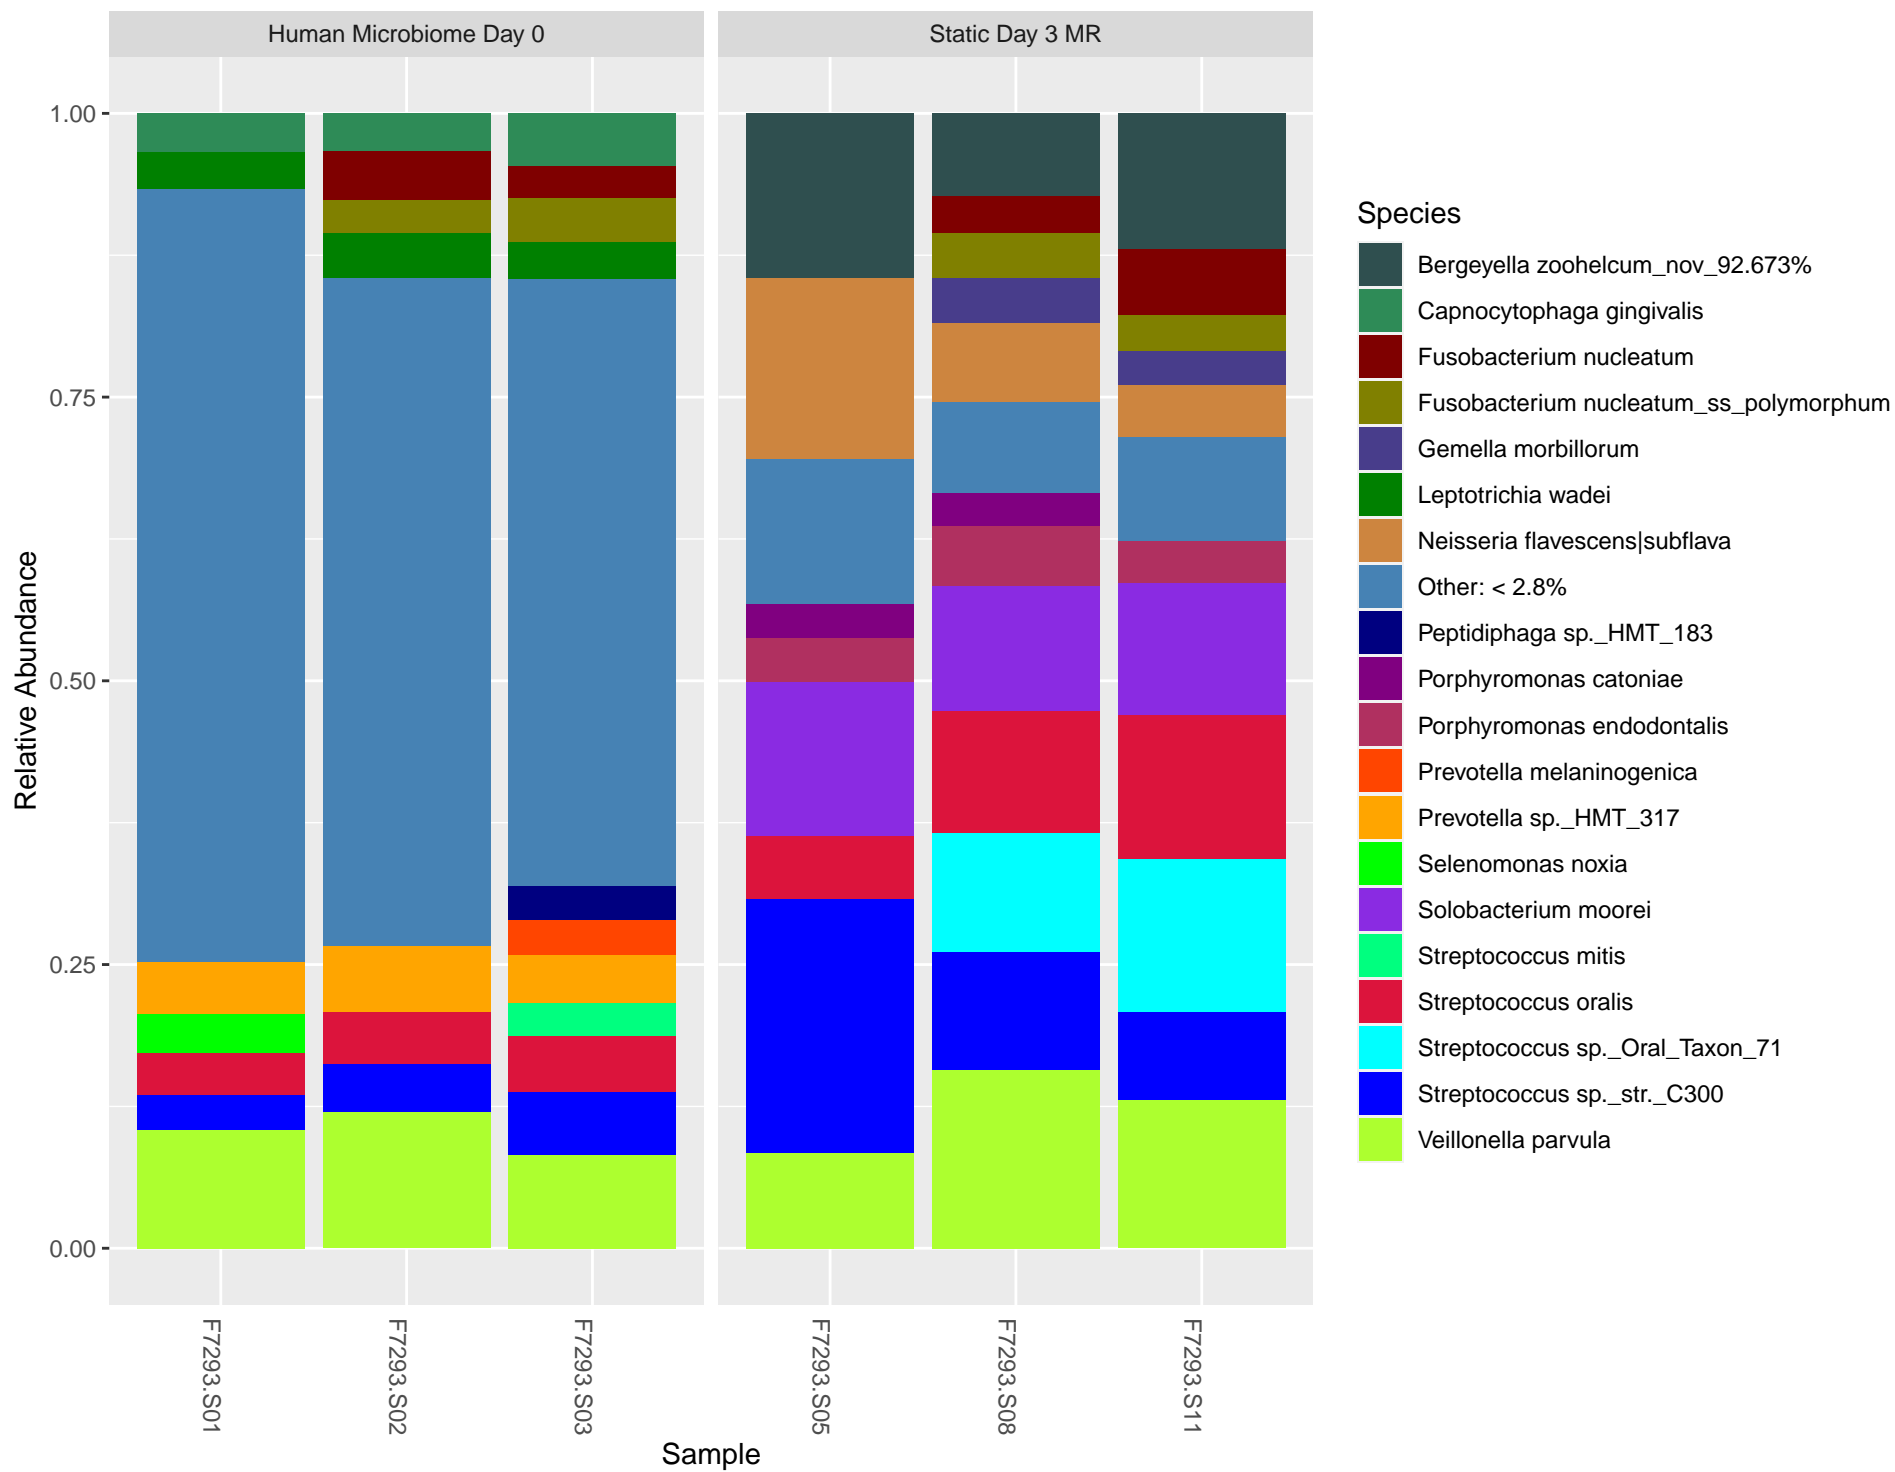 Human Microbiome Day 0
Static Day 3 MR
Relative Abundance
1.00
0.75
0.50
0.25
0.00
F7293.S01
F7293.S02
F7293.S03
F7293.S05
F7293.S08
F7293.S11
Sample
Species
Bergeyella zoohelcum_nov_92.673%
Capnocytophaga gingivalis
Fusobacterium nucleatum
Fusobacterium nucleatum_ss_polymorphum
Gemella morbillorum
Leptotrichia wadei
Neisseria flavescens|subflava
Other: < 2.8%
Peptidiphaga sp._HMT_183
Porphyromonas catoniae
Porphyromonas endodontalis
Prevotella melaninogenica
Prevotella sp._HMT_317
Selenomonas noxia
Solobacterium moorei
Streptococcus mitis
Streptococcus oralis
Streptococcus sp._Oral_Taxon_71
Streptococcus sp._str._C300
Veillonella parvula